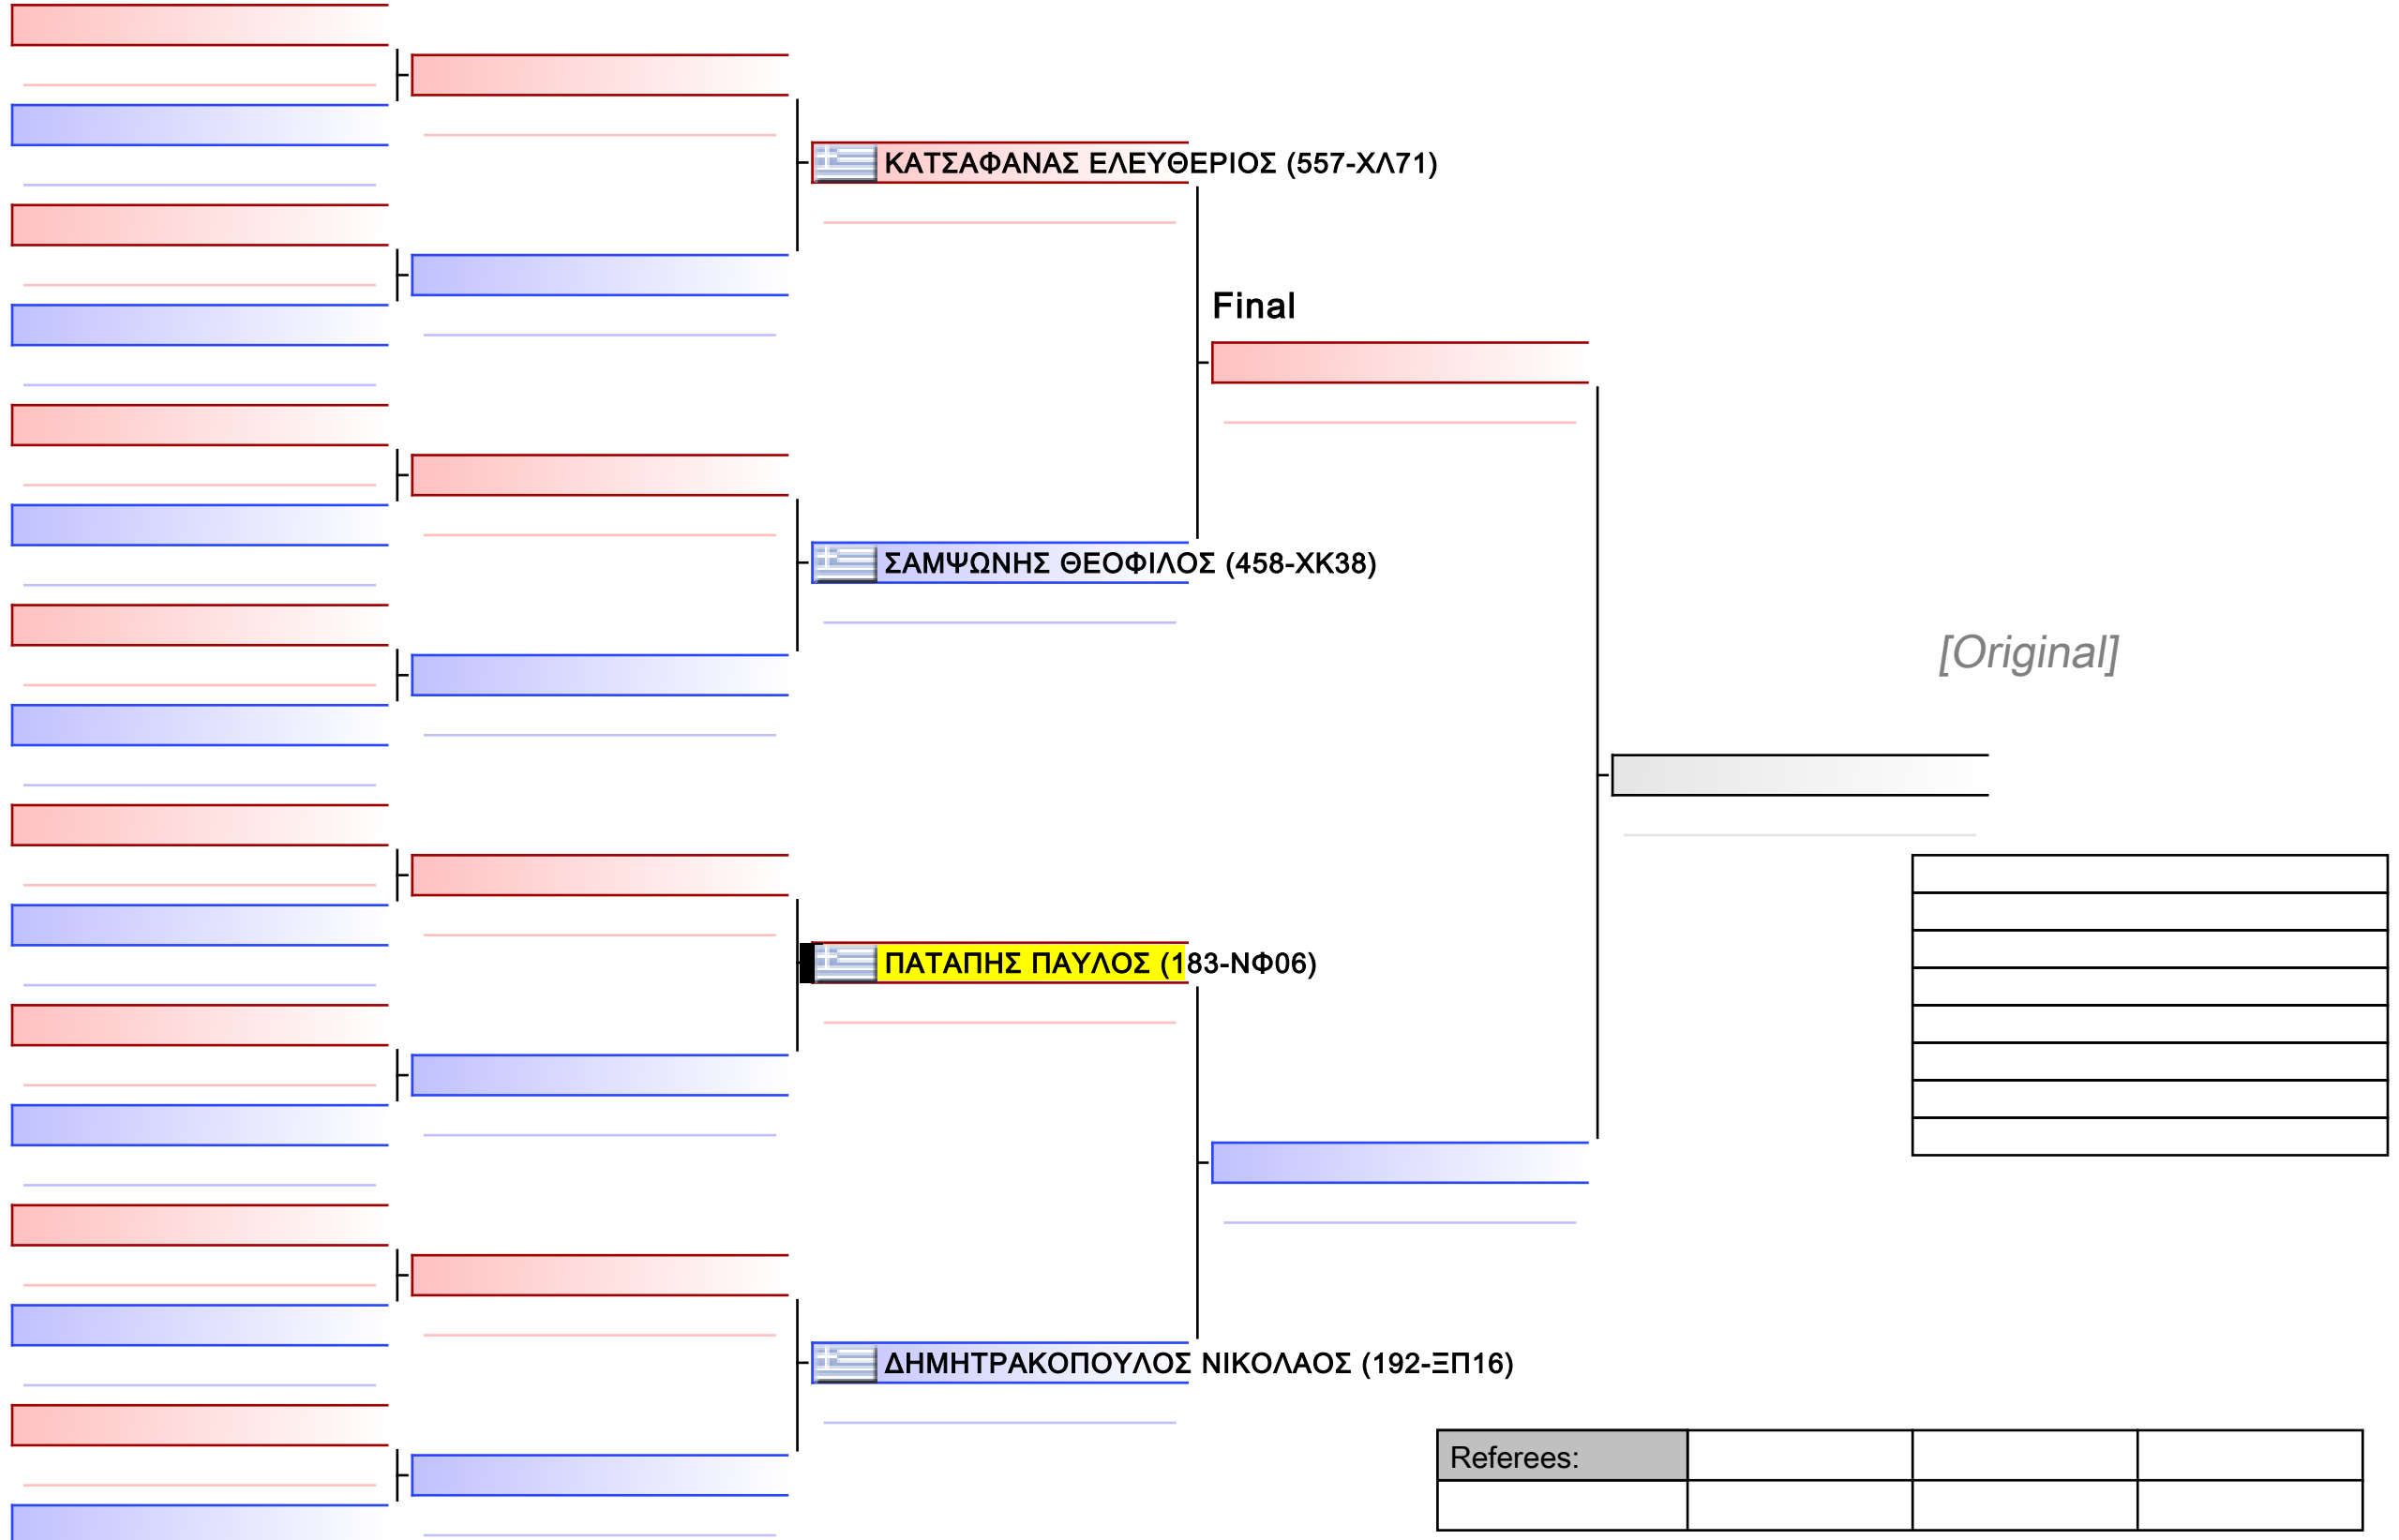 ΚΑΤΣΑΦΑΝΑΣ ΕΛΕΥΘΕΡΙΟΣ (557-ΧΛ71)
Final
ΣΑΜΨΩΝΗΣ ΘΕΟΦΙΛΟΣ (458-ΧΚ38)
[Original]
ΠΑΤΑΠΗΣ ΠΑΥΛΟΣ (183-ΝΦ06)
ΔΗΜΗΤΡΑΚΟΠΟΥΛΟΣ ΝΙΚΟΛΑΟΣ (192-ΞΠ16)
Referees: